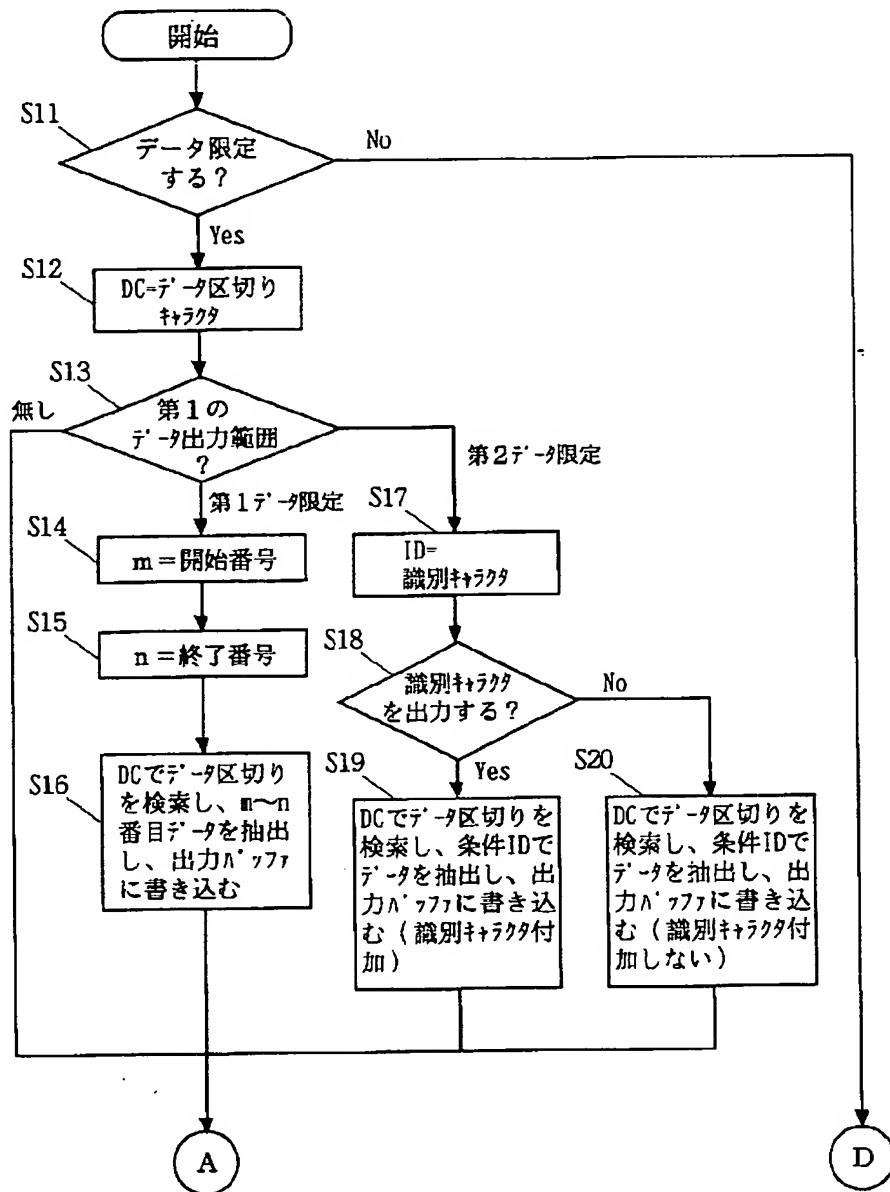 開始
S11
データ限定
する?
No
Yes
S12
DC=データ区切り
キャラクタ
S13
無し
第1の
データ出力範囲
?
第2データ限定
第1データ限定
S14
m=開始番号
S17
ID=
識別キャラクタ
S15
n=終了番号
S18
識別キャラクタ
を出力する?
No
Yes
S16
DCでデータ区切り
を検索し、m〜n
番目データを抽出
し、出力バッファ
に書き込む
S19
DCでデータ区切りを
検索し、条件IDで
データを抽出し、出
力バッファに書き込
む(識別キャラクタ付
加)
S20
DCでデータ区切りを
検索し、条件IDで
データを抽出し、出
力バッファに書き込
む(識別キャラクタ付
加しない)
A
D